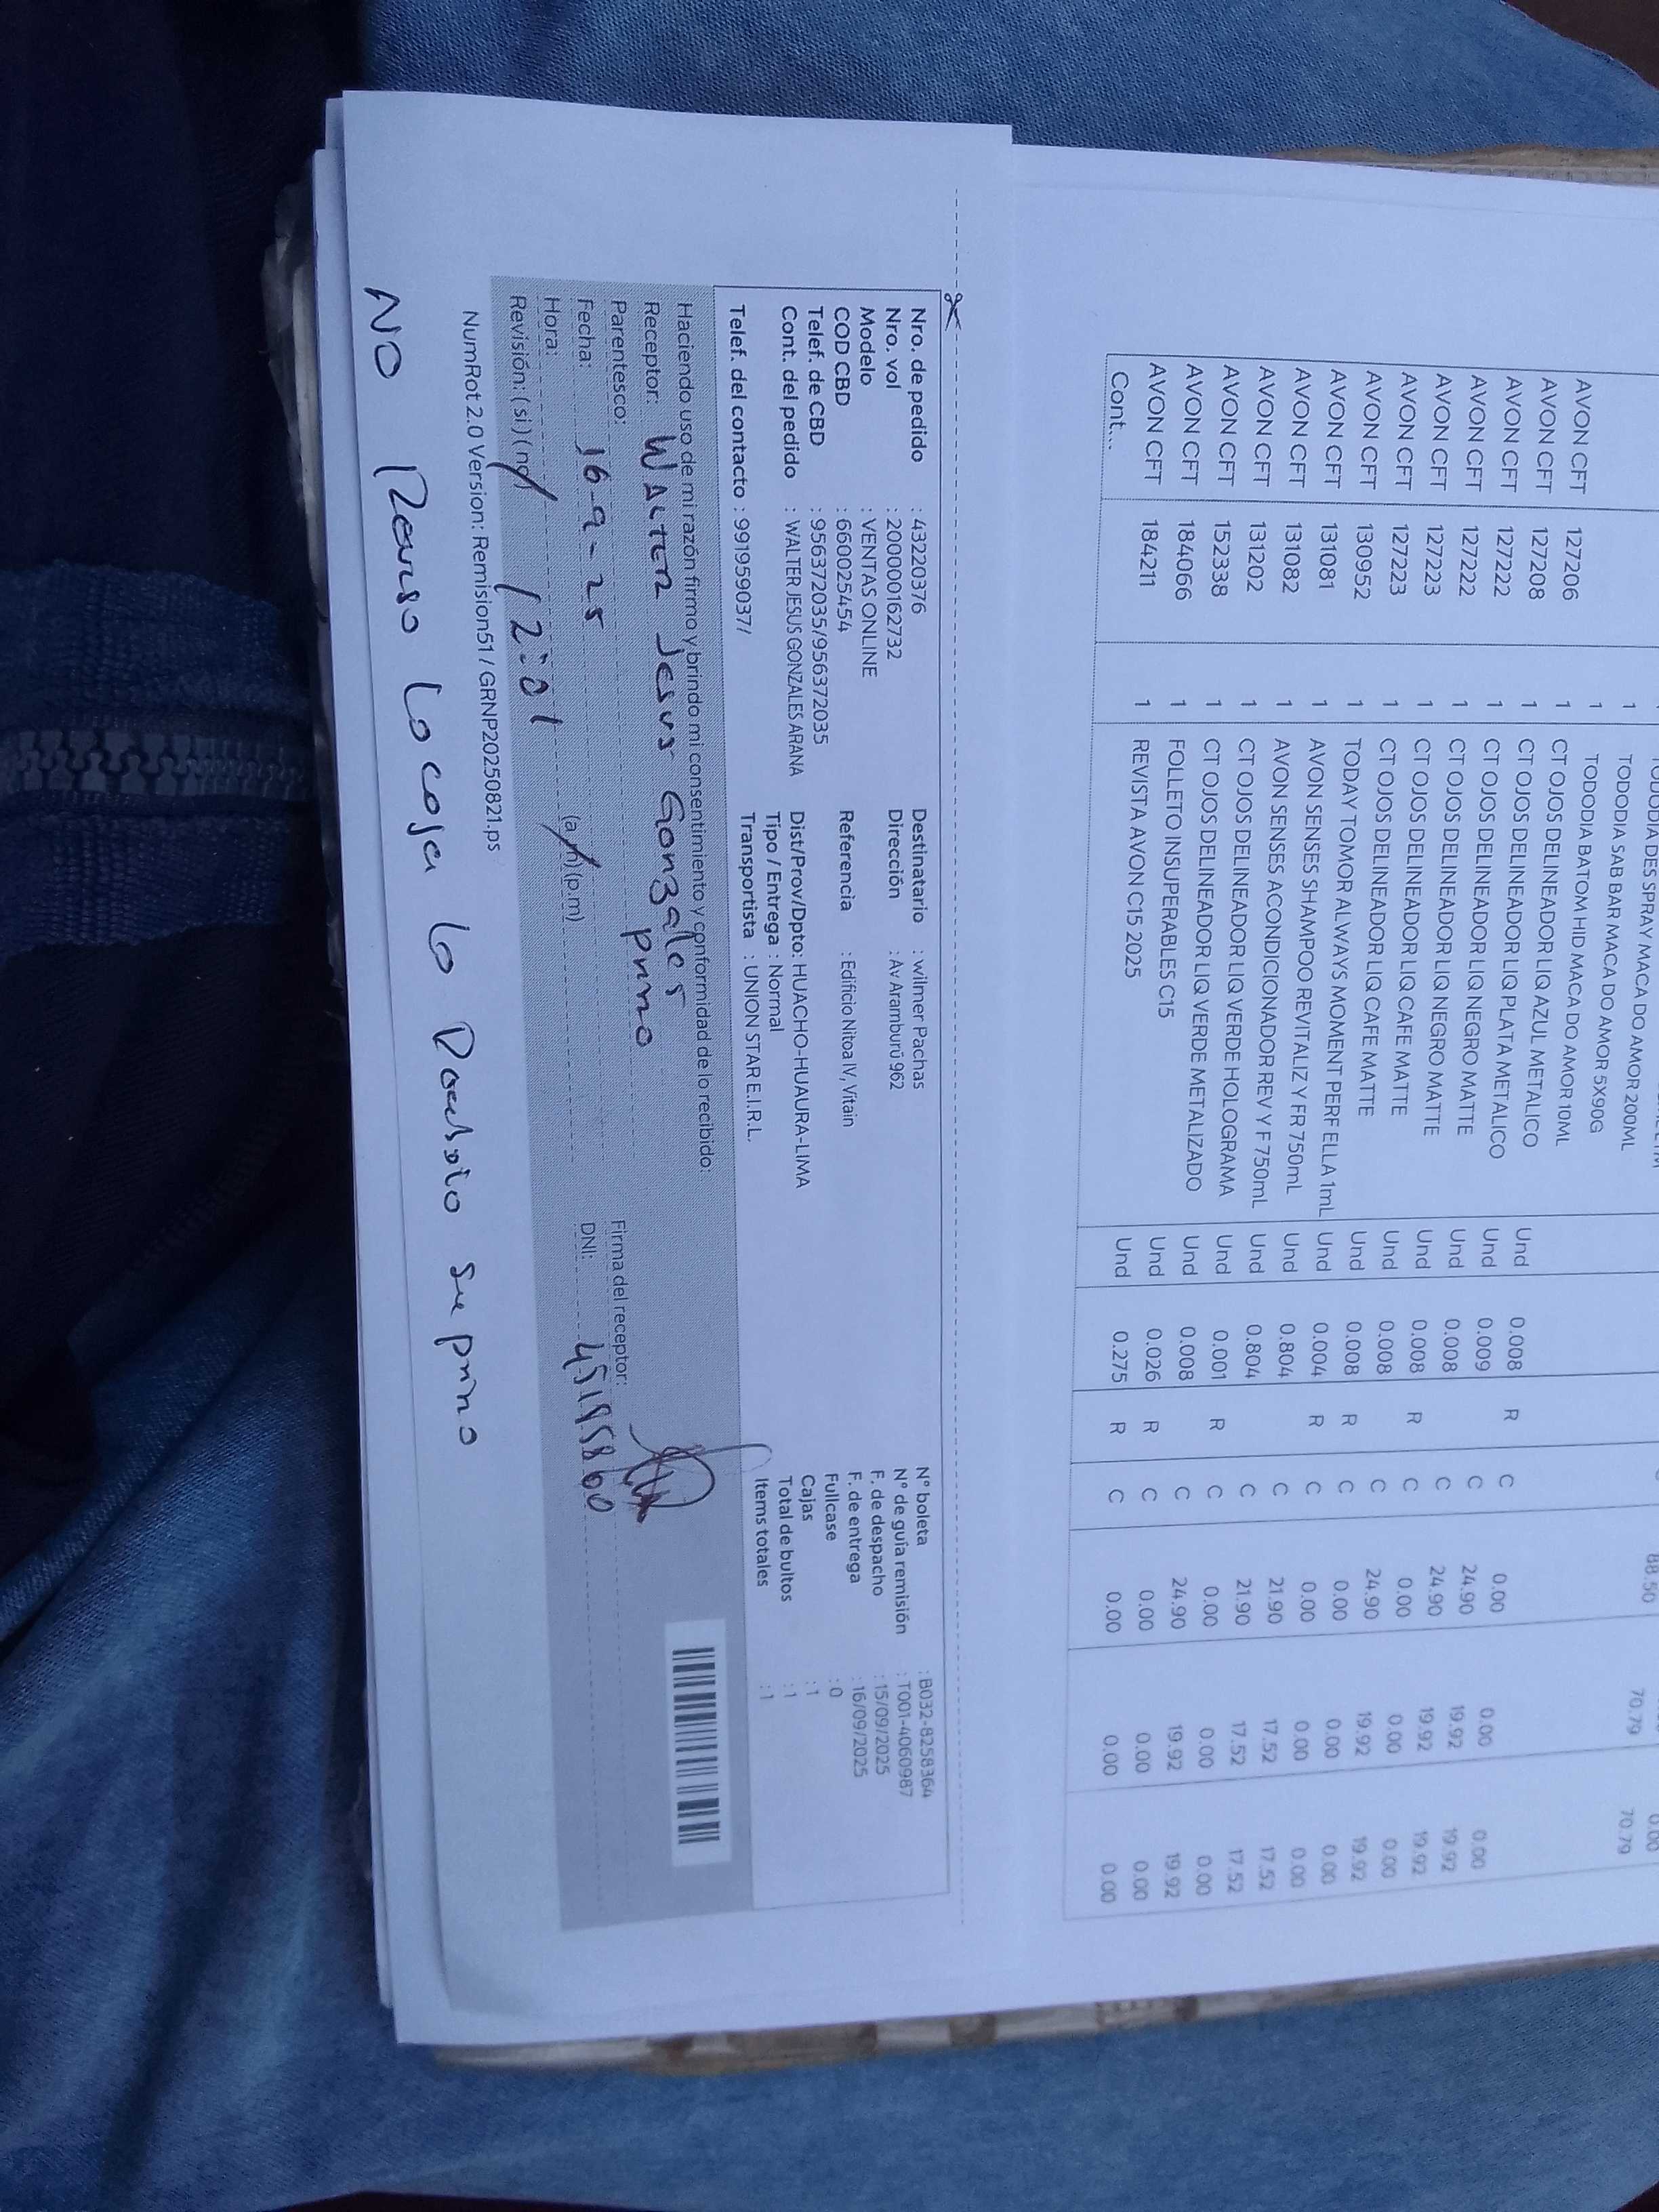 TODODIA DES SPRAY MACA DO AMOR 200ML
1 TODODIA SAB BAR MACA DO AMOR 5X90G 88.50 70.79 70.79
1 TODODIA BATOM HID MACA DO AMOR 10ML
AVON CFT 127206 1 CT OJOS DELINEADOR LIQ AZUL METALICO Und 0.008 R C 0.00 0.00 0.00
AVON CFT 127208 1 CT OJOS DELINEADOR LIQ PLATA METALICO Und 0.009 C 24.90 19.92 19.92
AVON CFT 127222 1 CT OJOS DELINEADOR LIQ NEGRO MATTE Und 0.008 C 24.90 19.92 19.92
AVON CFT 127222 1 CT OJOS DELINEADOR LIQ NEGRO MATTE Und 0.008 R C 0.00 0.00 0.00
AVON CFT 127223 1 CT OJOS DELINEADOR LIQ CAFE MATTE Und 0.008 C 24.90 19.92 19.92
AVON CFT 127223 1 CT OJOS DELINEADOR LIQ CAFE MATTE Und 0.008 R C 0.00 0.00 0.00
AVON CFT 130952 1 TODAY TOMOR ALWAYS MOMENT PERF ELLA 1mL Und 0.004 R C 0.00 0.00 0.00
AVON CFT 131081 1 AVON SENSES SHAMPOO REVITALIZ Y FR 750mL Und 0.804 C 21.90 17.52 17.52
AVON CFT 131082 1 AVON SENSES ACONDICIONADOR REV Y F 750mL Und 0.804 C 21.90 17.52 17.52
AVON CFT 131202 1 CT OJOS DELINEADOR LIQ VERDE HOLOGRAMA Und 0.001 R C 0.00 0.00 0.00
AVON CFT 152338 1 CT OJOS DELINEADOR LIQ VERDE METALIZADO Und 0.008 C 24.90 19.92 19.92
AVON CFT 184066 1 FOLLETO INSUPERABLES C15 Und 0.026 R C 0.00 0.00 0.00
AVON CFT 184211 1 REVISTA AVON C15 2025 Und 0.275 R C 0.00 0.00 0.00
Cont...
Nro. de pedido : 43220376 Destinatario : wilmer Pachas N° boleta : B032-8258364
Nro. vol : 200000162732 Dirección : Av Aramburú 962 N° de guía remisión : T001-4060987
Modelo : VENTAS ONLINE F. de despacho : 15/09/2025
COD CBD : 660025454 Referencia : Edificio Nitoa IV, Vitain F. de entrega : 16/09/2025
Telef. de CBD : 956372035/956372035 Fullcase : 0
Cont. del pedido : WALTER JESUS GONZALES ARANA Dist/Prov/Dpto: HUACHO-HUAURA-LIMA Cajas : 1
Tipo / Entrega : Normal Total de bultos : 1
Telef. del contacto : 991959037/ Transportista : UNION STAR E.I.R.L. Items totales : 1
Haciendo uso de mi razón firmo y brindo mi consentimiento y conformidad de lo recibido:
Receptor: WALTER Jesus Gonzales
Parentesco: primo Firma del receptor:
Fecha: 16-9-25 DNI: 45195860
Hora: 12:01 (a.m) (p.m)
Revisión: ( si ) ( no )
NumRot 2.0 Version: Remision51 / GRNP20250821.ps
NO Reviso la caja lo Recibio su primo